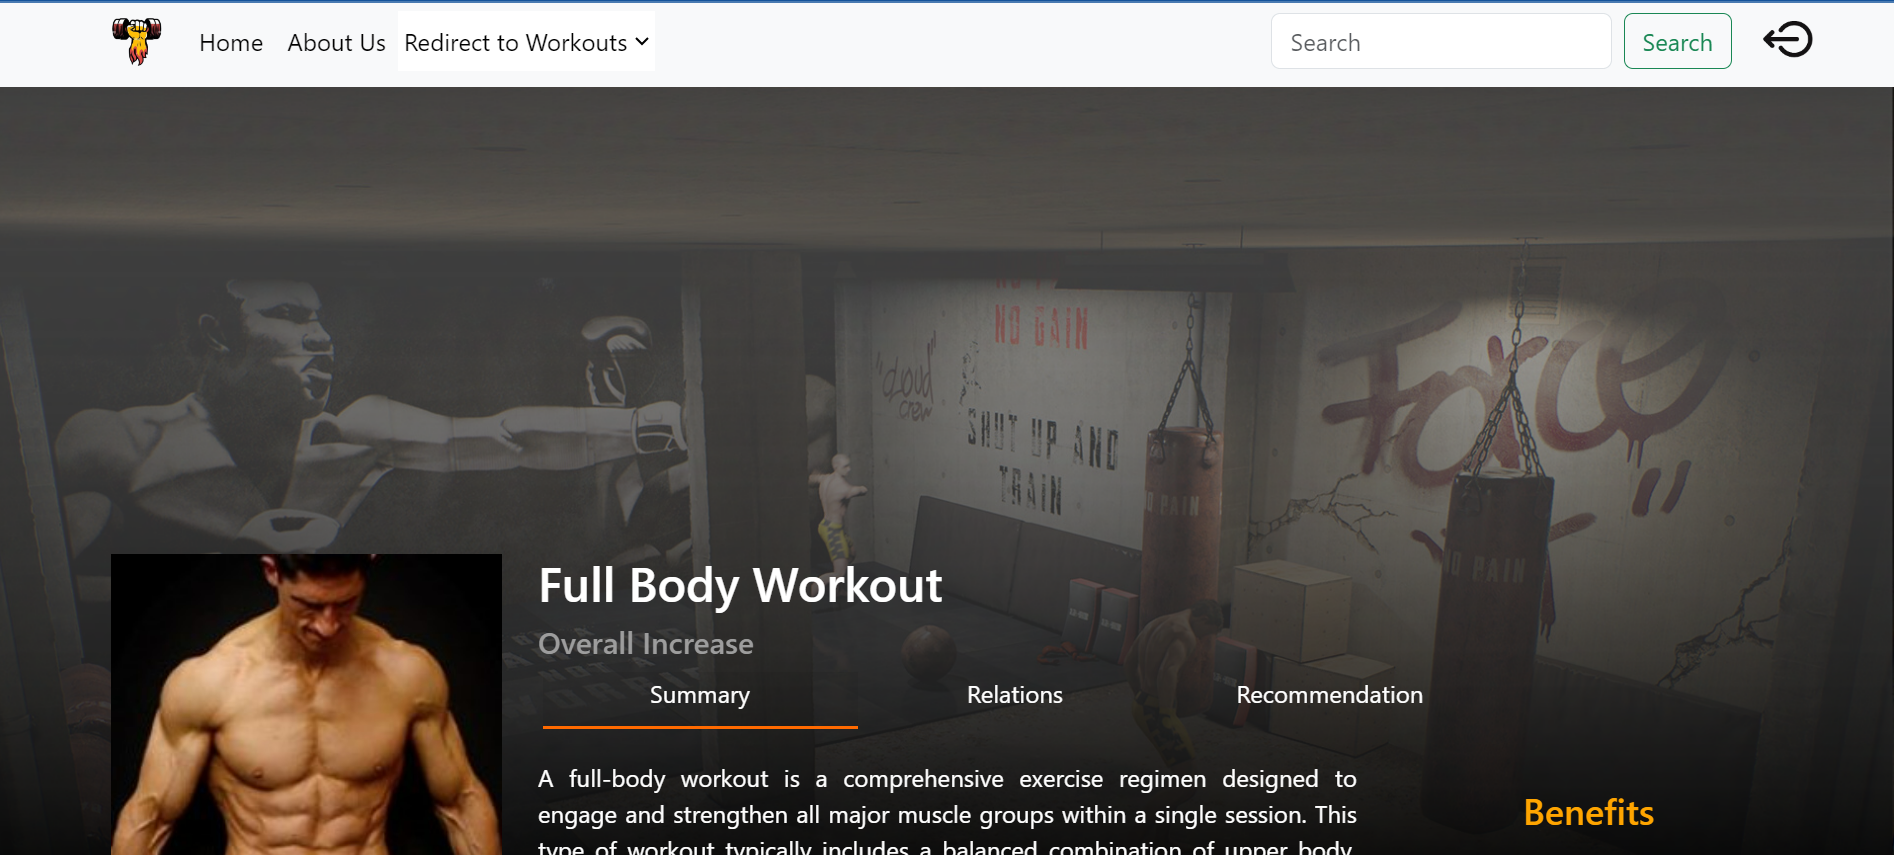 Home
About Us
Redirect to Workouts
Search
Search
NO GAIN
"cloud
crew
SHUT UP AND
TRAIN
Force
NO PAIN
NO PAIN
Full Body Workout
Overall Increase
Summary
Relations
Recommendation
A full-body workout is a comprehensive exercise regimen designed to
engage and strengthen all major muscle groups within a single session. This
type of workout typically includes a balanced combination of upper body,
Benefits